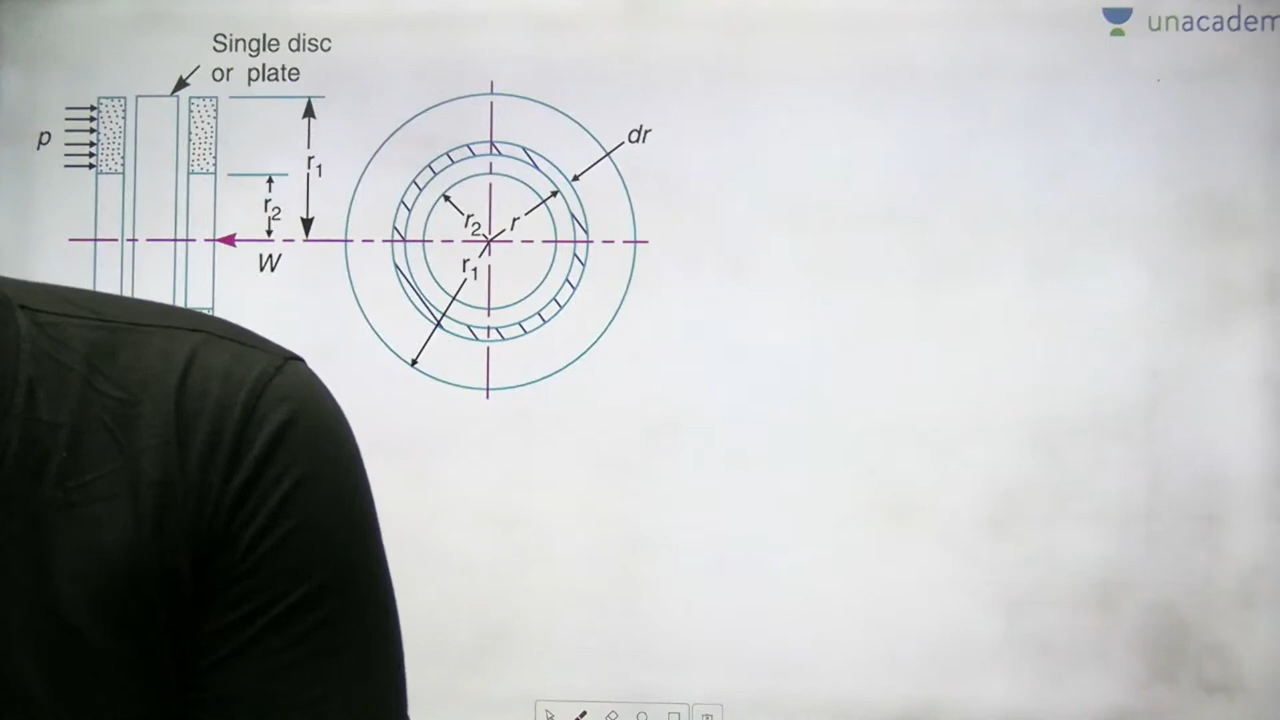 unacadem
Single disc
or plate
p
r1
r2
W
dr
r2
r
r1